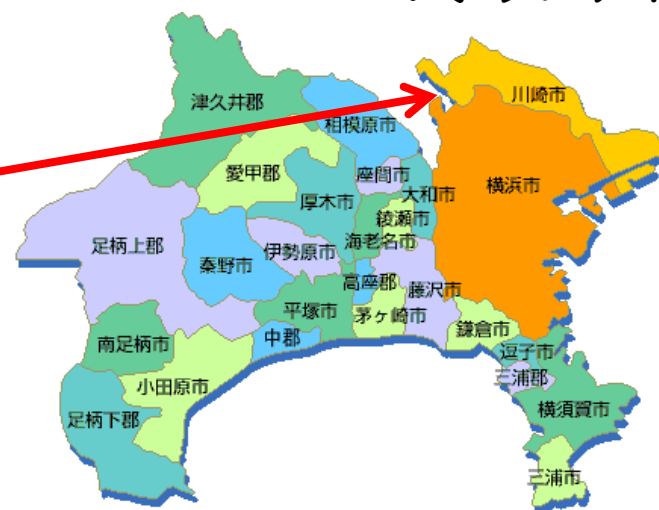 津久井郡
川崎市
相模原市
愛甲郡
座間市
横浜市
厚木市
大和市
綾瀬市
足柄上郡
海老名市
伊勢原市
秦野市
高座郡
藤沢市
平塚市
茅ヶ崎市
鎌倉市
中郡
南足柄市
逗子市
三浦郡
小田原市
横須賀市
足柄下郡
三浦市